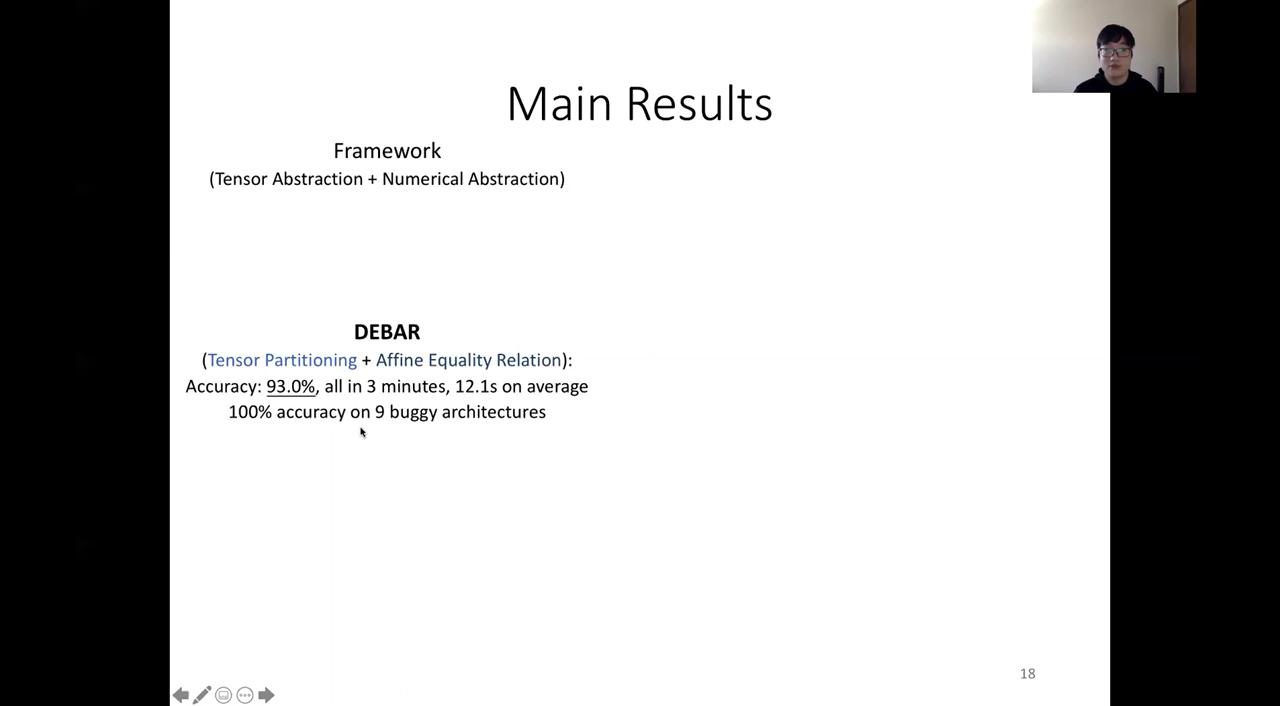 Main Results
Framework
(Tensor Abstraction + Numerical Abstraction)
DEBAR
(Tensor Partitioning + Affine Equality Relation):
Accuracy: 93.0%, all in 3 minutes, 12.1s on average
100% accuracy on 9 buggy architectures
18